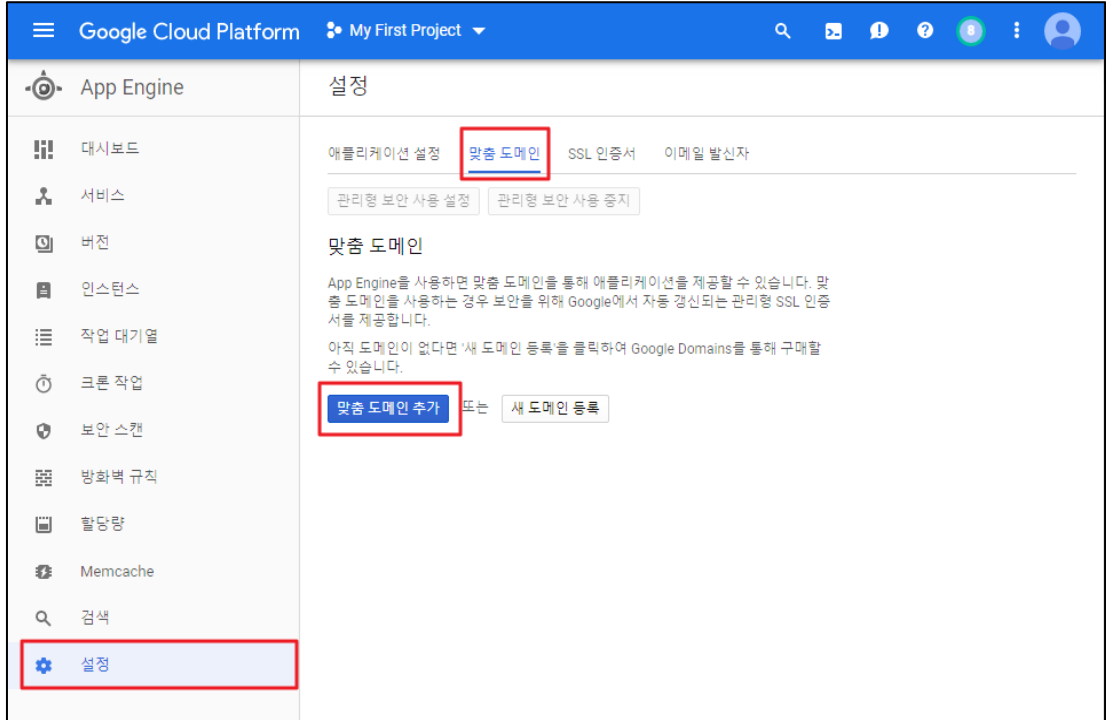 Google Cloud Platform My First Project 8
App Engine
설정
대시보드
서비스
버전
인스턴스
작업 대기열
크론 작업
보안 스캔
방화벽 규칙
할당량
Memcache
검색
설정
애플리케이션 설정 맞춤 도메인 SSL 인증서 이메일 발신자
관리형 보안 사용 설정 관리형 보안 사용 중지
맞춤 도메인
App Engine을 사용하면 맞춤 도메인을 통해 애플리케이션을 제공할 수 있습니다. 맞
춤 도메인을 사용하는 경우 보안을 위해 Google에서 자동 갱신되는 관리형 SSL 인증
서를 제공합니다.
아직 도메인이 없다면 '새 도메인 등록'을 클릭하여 Google Domains를 통해 구매할
수 있습니다.
맞춤 도메인 추가 또는 새 도메인 등록